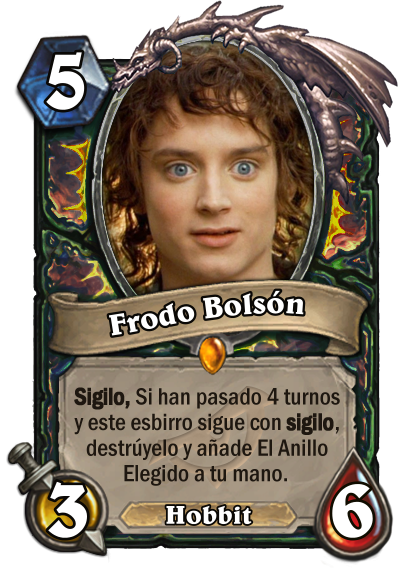 5
Frodo Bolsón
Sigilo, Si han pasado 4 turnos
y este esbirro sigue con sigilo,
destrúyelo y añade El Anillo
Elegido a tu mano.
3
Hobbit
6